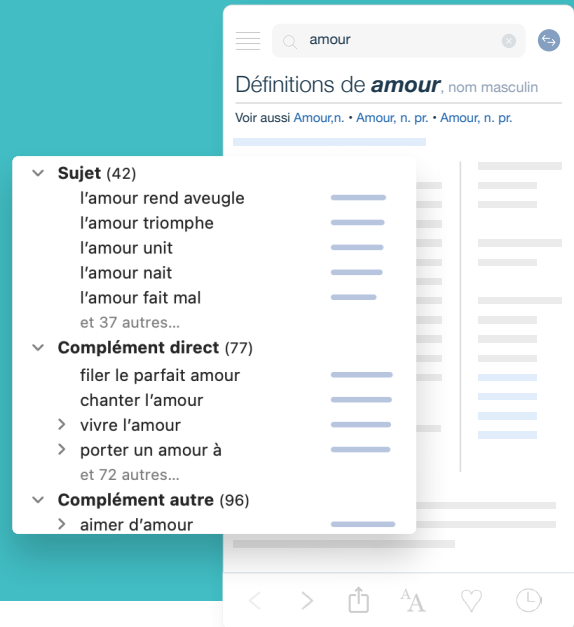 amour
Définitions de amour, nom masculin
Voir aussi Amour,n. • Amour, n. pr. • Amour, n. pr.
Sujet (42)
l’amour rend aveugle
l’amour triomphe
l’amour unit
l’amour nait
l’amour fait mal
et 37 autres...
Complément direct (77)
filer le parfait amour
chanter l’amour
vivre l’amour
porter un amour à
et 72 autres...
Complément autre (96)
aimer d’amour
AA